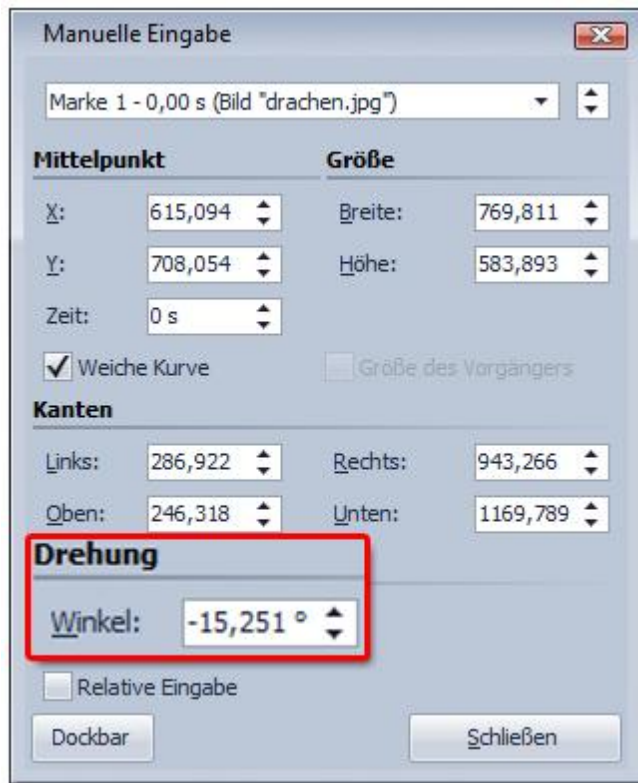 Manuelle Eingabe
Marke 1 - 0,00 s (Bild "drachen.jpg")
Mittelpunkt Größe
X: 615,094 Breite: 769,811
Y: 708,054 Höhe: 583,893
Zeit: 0 s
Weiche Kurve Größe des Vorgängers
Kanten
Links: 286,922 Rechts: 943,266
Oben: 246,318 Unten: 1169,789
Drehung
Winkel: -15,251 °
Relative Eingabe
Dockbar Schließen